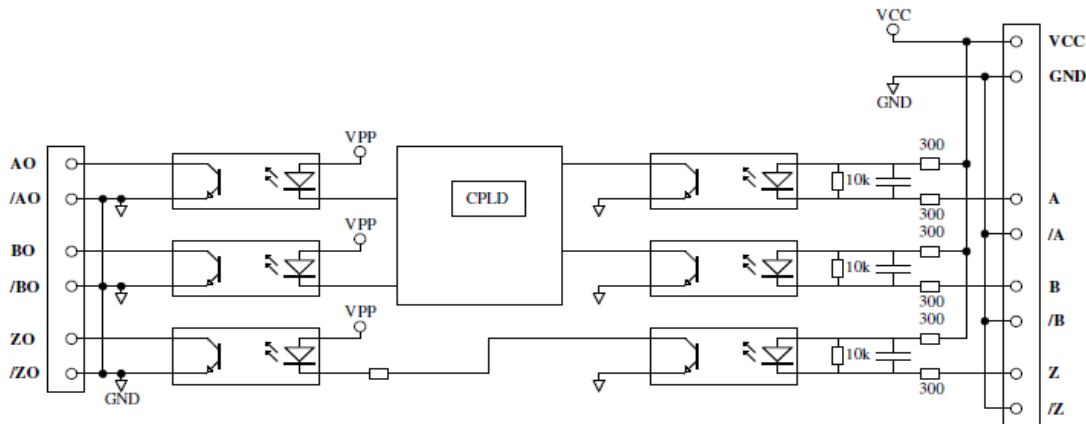 VCC
VCC
GND
GND
300
AO
VPP
10k
CPLD
/AO
300
A
300
/A
BO
VPP
10k
/BO
300
B
300
/B
ZO
VPP
10k
/ZO
300
Z
GND
/Z